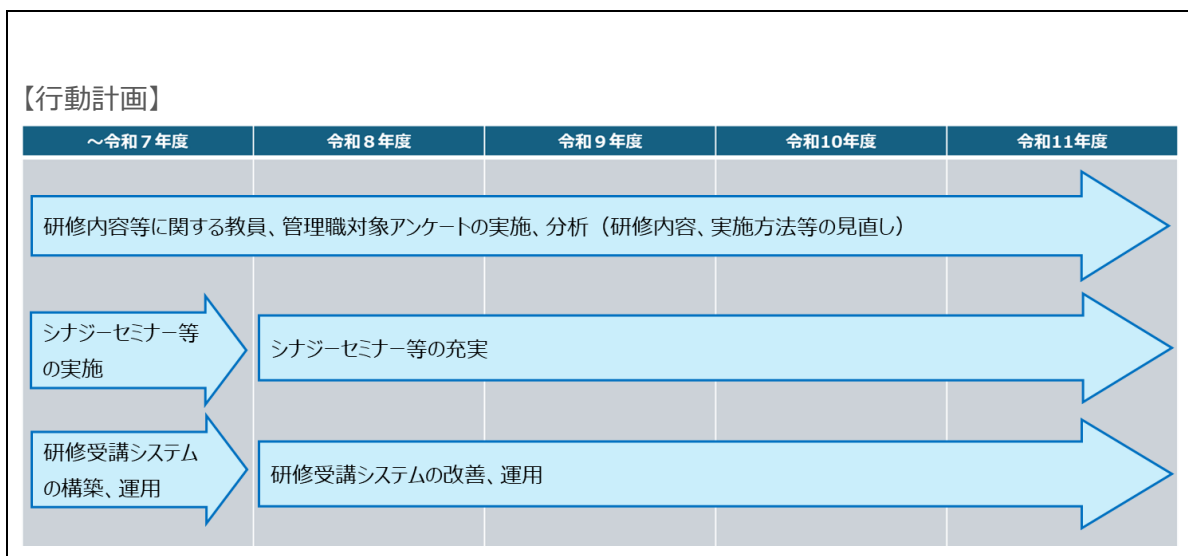 【行動計画】
～令和７年度
令和８年度
令和９年度
令和10年度
令和11年度
研修内容等に関する教員、管理職対象アンケートの実施、分析（研修内容、実施方法等の見直し）
シナジーセミナー等
の実施
シナジーセミナー等の充実
研修受講システム
の構築、運用
研修受講システムの改善、運用